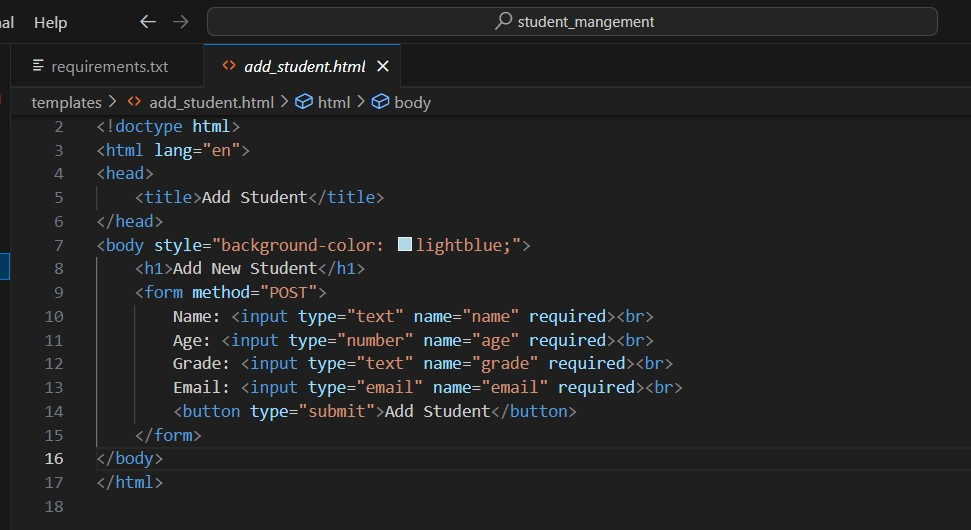 al Help ← → student_mangement
requirements.txt add_student.html ×
templates > <> add_student.html > html > body
2 <!doctype html>
3 <html lang="en">
4 <head>
5     <title>Add Student</title>
6 </head>
7 <body style="background-color: lightblue;">
8     <h1>Add New Student</h1>
9     <form method="POST">
10         Name: <input type="text" name="name" required><br>
11         Age: <input type="number" name="age" required><br>
12         Grade: <input type="text" name="grade" required><br>
13         Email: <input type="email" name="email" required><br>
14         <button type="submit">Add Student</button>
15     </form>
16 </body>
17 </html>
18